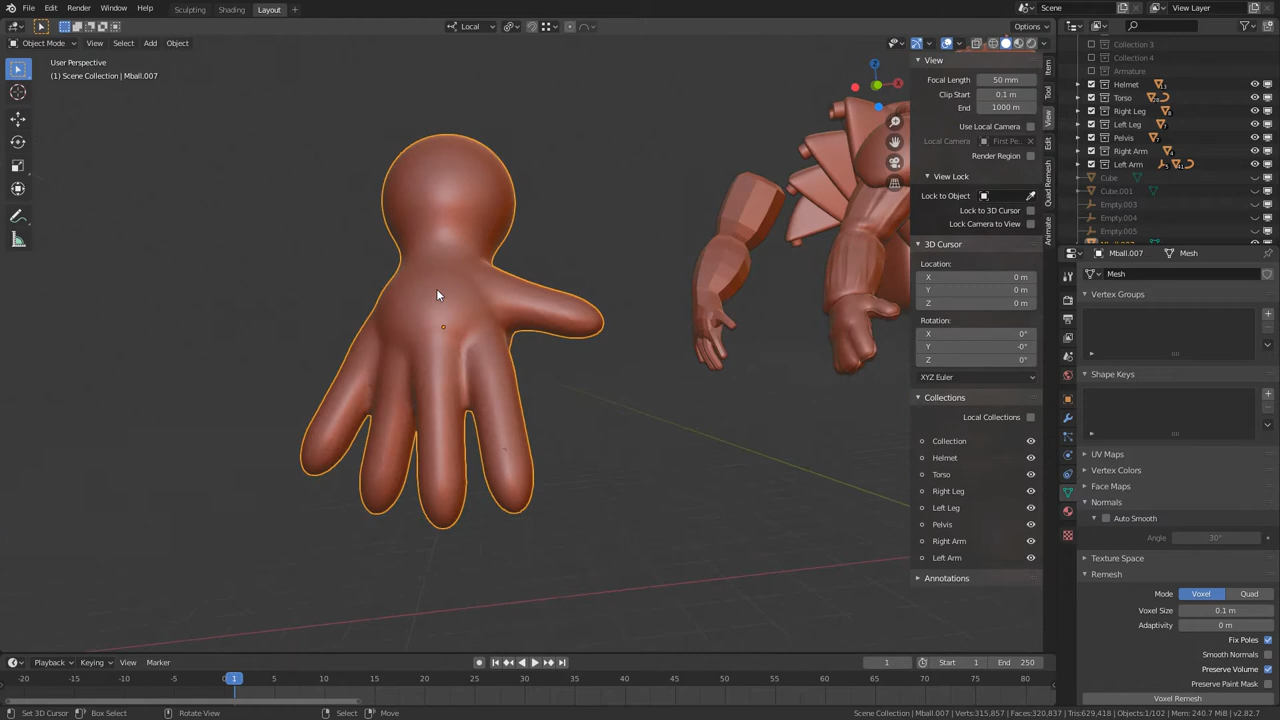 File Edit Render Window Help Sculpting Shading Layout Scene View Layer
Local Options
Object Mode View Select Add Object
User Perspective
(1) Scene Collection | Mball.007
Z
X
View
Focal Length 50 mm
Clip Start 0.1 m
End 1000 m
Use Local Camera
Local Camera First Pe..
Render Region
View Lock
Lock to Object
Lock to 3D Cursor
Lock Camera to View
3D Cursor
Location:
X 0 m
Y 0 m
Z 0 m
Rotation:
X 0°
Y -0°
Z 0°
XYZ Euler
Collections
Local Collections
Collection
Helmet
Torso
Right Leg
Left Leg
Pelvis
Right Arm
Left Arm
Annotations
Item
Tool
View
Edit
Quad Remesh
Animate
Collection 3
Collection 4
Armature
Helmet
Torso
Right Leg
Left Leg
Pelvis
Right Arm
Left Arm
Cube
Cube.001
Empty.003
Empty.004
Empty.005
Mball.007 Mesh
Mesh
Vertex Groups
Shape Keys
UV Maps
Vertex Colors
Face Maps
Normals
Auto Smooth
Angle 30°
Texture Space
Remesh
Mode Voxel Quad
Voxel Size 0.1 m
Adaptivity 0 m
Fix Poles
Smooth Normals
Preserve Volume
Preserve Paint Mask
Voxel Remesh
Playback Keying View Marker 1 Start 1 End 250
-20 -15 -10 -5 0 1 5 10 15 20 25 30 35 40 45 50 55 60 65 70 75 80
Set 3D Cursor Box Select Rotate View Select Move Scene Collection | Mball.007 | Verts:315,857 | Faces:320,837 | Tris:629,418 | Objects:1/102 | Mem: 240.7 MiB | v2.82.7